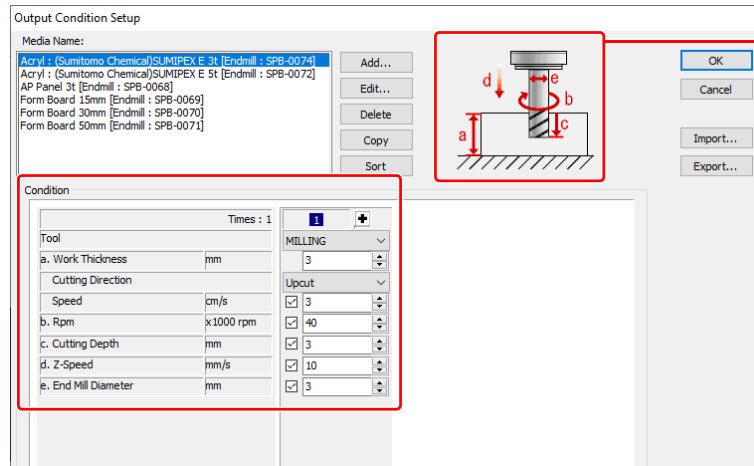 Output Condition Setup
Media Name:
Acryl : (Sumitomo Chemical)SUMIPEX E 3t [Endmill : SPB-0074]
Acryl : (Sumitomo Chemical)SUMIPEX E 5t [Endmill : SPB-0072]
AP Panel 3t [Endmill : SPB-0068]
Form Board 15mm [Endmill : SPB-0069]
Form Board 30mm [Endmill : SPB-0070]
Form Board 50mm [Endmill : SPB-0071]
Add...
Edit...
Delete
Copy
Sort
d
e
b
a
c
OK
Cancel
Import...
Export...
Condition
Times : 1 1 +
Tool MILLING
a. Work Thickness mm 3
Cutting Direction Upcut
Speed cm/s 3
b. Rpm x1000 rpm 40
c. Cutting Depth mm 3
d. Z-Speed mm/s 10
e. End Mill Diameter mm 3